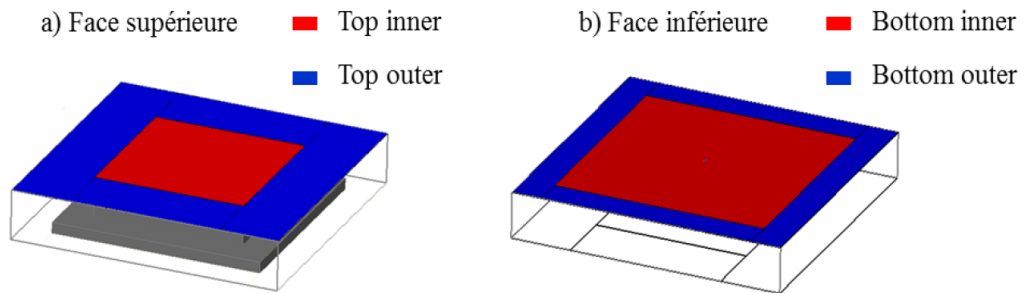 a) Face supérieure
Top inner
Top outer
b) Face inférieure
Bottom inner
Bottom outer